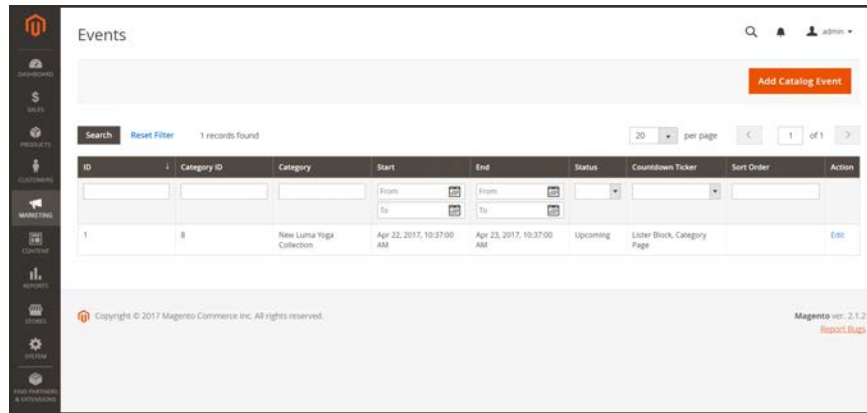 Events
admin
Add Catalog Event
Search Reset Filter 1 records found 20 per page 1 of 1
ID Category ID Category Start End Status Countdown Ticker Sort Order Action
From From
To To
1 8 New Luma Yoga Collection Apr 22, 2017, 10:37:00 AM Apr 23, 2017, 10:37:00 AM Upcoming Lister Block, Category Page Edit
DASHBOARD
SALES
PRODUCTS
CUSTOMERS
MARKETING
CONTENT
REPORTS
STORES
SYSTEM
FIND PARTNERS
& EXTENSIONS
Copyright © 2017 Magento Commerce Inc. All rights reserved.
Magento ver. 2.1.2
Report Bugs